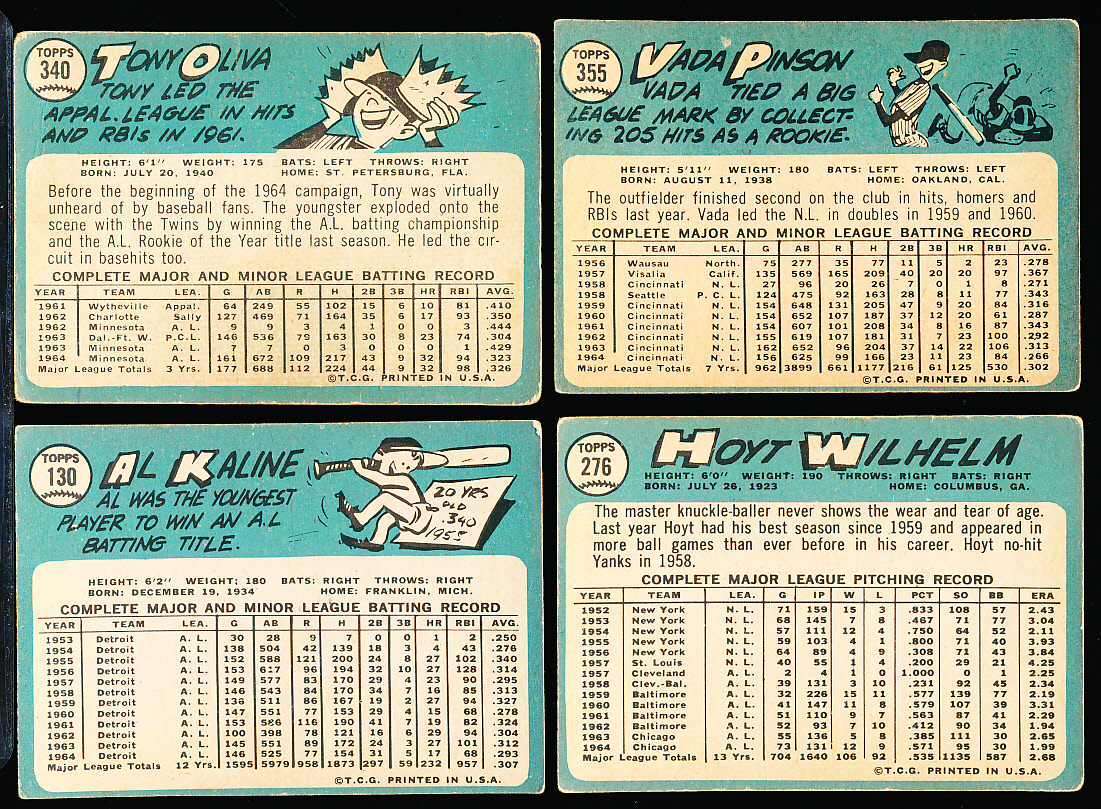 TOPPS
340
TONY OLIVA
TONY LED THE
APPAL. LEAGUE IN HITS
AND RBIs IN 1961.
HEIGHT: 6'1" WEIGHT: 175 BATS: LEFT THROWS: RIGHT
BORN: JULY 20, 1940 HOME: ST. PETERSBURG, FLA.
Before the beginning of the 1964 campaign, Tony was virtually
unheard of by baseball fans. The youngster exploded onto the
scene with the Twins by winning the A.L. batting championship
and the A.L. Rookie of the Year title last season. He led the cir-
cuit in basehits too.
COMPLETE MAJOR AND MINOR LEAGUE BATTING RECORD
YEAR TEAM LEA. G AB R H 2B 3B HR RBI AVG.
1961 Wytheville Appal. 64 249 55 102 15 6 10 81 .410
1962 Charlotte Sally 127 469 71 164 35 6 17 93 .350
1962 Minnesota A. L. 9 9 3 4 1 0 0 3 .444
1963 Dal.-Ft. W. P.C.L. 146 536 79 163 30 8 23 74 .304
1963 Minnesota A. L. 7 7 0 3 0 0 0 1 .429
1964 Minnesota A. L. 161 672 109 217 43 9 32 94 .323
Major League Totals 3 Yrs. 177 688 112 224 44 9 32 98 .326
©T.C.G. PRINTED IN U.S.A.
TOPPS
355
VADA PINSON
VADA TIED A BIG
LEAGUE MARK BY COLLECT-
ING 205 HITS AS A ROOKIE.
HEIGHT: 5'11" WEIGHT: 180 BATS: LEFT THROWS: LEFT
BORN: AUGUST 11, 1938 HOME: OAKLAND, CAL.
The outfielder finished second on the club in hits, homers and
RBIs last year. Vada led the N.L. in doubles in 1959 and 1960.
COMPLETE MAJOR AND MINOR LEAGUE BATTING RECORD
YEAR TEAM LEA. G AB R H 2B 3B HR RBI AVG.
1956 Wausau North. 75 277 35 77 11 5 2 23 .278
1957 Visalia Calif. 135 569 165 209 40 20 20 97 .367
1958 Cincinnati N. L. 27 96 20 26 7 0 1 8 .271
1958 Seattle P. C. L. 124 475 92 163 28 8 11 77 .343
1959 Cincinnati N. L. 154 648 131 205 47 9 20 84 .316
1960 Cincinnati N. L. 154 652 107 187 37 12 20 61 .287
1961 Cincinnati N. L. 154 607 101 208 34 8 16 87 .343
1962 Cincinnati N. L. 155 619 107 181 31 7 23 100 .292
1963 Cincinnati N. L. 162 652 96 204 37 14 22 106 .313
1964 Cincinnati N. L. 156 625 99 166 23 11 23 84 .266
Major League Totals 7 Yrs. 962 3899 661 1177 216 61 125 530 .302
©T.C.G. PRINTED IN U.S.A.
TOPPS
130
AL KALINE
AL WAS THE YOUNGEST
PLAYER TO WIN AN A.L
BATTING TITLE.
20 YRS
OLD
.340
1955
HEIGHT: 6'2" WEIGHT: 180 BATS: RIGHT THROWS: RIGHT
BORN: DECEMBER 19, 1934 HOME: FRANKLIN, MICH.
COMPLETE MAJOR AND MINOR LEAGUE BATTING RECORD
YEAR TEAM LEA. G AB R H 2B 3B HR RBI AVG.
1953 Detroit A. L. 30 28 9 7 0 0 1 2 .250
1954 Detroit A. L. 138 504 42 139 18 3 4 43 .276
1955 Detroit A. L. 152 588 121 200 24 8 27 102 .340
1956 Detroit A. L. 153 617 96 194 32 10 27 128 .314
1957 Detroit A. L. 149 577 83 170 29 4 23 90 .295
1958 Detroit A. L. 146 543 84 170 34 7 16 85 .313
1959 Detroit A. L. 136 511 86 167 19 2 27 94 .327
1960 Detroit A. L. 147 551 77 153 29 4 15 68 .278
1961 Detroit A. L. 153 586 116 190 41 7 19 82 .324
1962 Detroit A. L. 100 398 78 121 16 6 29 94 .304
1963 Detroit A. L. 145 551 89 172 24 3 27 101 .312
1964 Detroit A. L. 146 525 77 154 31 5 17 68 .293
Major League Totals 12 Yrs. 1595 5979 958 1873 297 59 232 957 .307
©T.C.G. PRINTED IN U.S.A.
TOPPS
276
HOYT WILHELM
HEIGHT: 6'0" WEIGHT: 190 THROWS: RIGHT BATS: RIGHT
BORN: JULY 26, 1923 HOME: COLUMBUS, GA.
The master knuckle-baller never shows the wear and tear of age.
Last year Hoyt had his best season since 1959 and appeared in
more ball games than ever before in his career. Hoyt no-hit
Yanks in 1958.
COMPLETE MAJOR LEAGUE PITCHING RECORD
YEAR TEAM LEA. G IP W L PCT SO BB ERA
1952 New York N. L. 71 159 15 3 .833 108 57 2.43
1953 New York N. L. 68 145 7 8 .467 71 77 3.04
1954 New York N. L. 57 111 12 4 .750 64 52 2.11
1955 New York N. L. 59 103 4 1 .800 71 40 3.93
1956 New York N. L. 64 89 4 9 .308 71 43 3.84
1957 St. Louis N. L. 40 55 1 4 .200 29 21 4.25
1957 Cleveland A. L. 2 4 1 0 1.000 0 1 2.25
1958 Clev.-Bal. A. L. 39 131 3 10 .231 92 45 2.34
1959 Baltimore A. L. 32 226 15 11 .577 139 77 2.19
1960 Baltimore A. L. 41 147 11 8 .579 107 39 3.31
1961 Baltimore A. L. 51 110 9 7 .563 87 41 2.29
1962 Baltimore A. L. 52 93 7 10 .412 90 34 1.94
1963 Chicago A. L. 55 136 5 8 .385 111 30 2.65
1964 Chicago A. L. 73 131 12 9 .571 95 30 1.99
Major League Totals 13 Yrs. 704 1640 106 92 .535 1135 587 2.68
©T.C.G. PRINTED IN U.S.A.